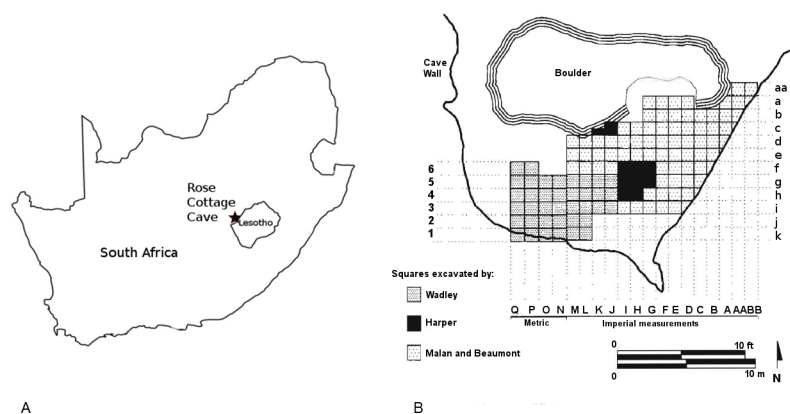 A
B
Rose
Cottage
Cave
Lesotho
South Africa
Cave
Wall
Boulder
aa
a
b
c
d
e
f
g
h
i
j
k
6
5
4
3
2
1
Squares excavated by:
Wadley
Harper
Malan and Beaumont
Q P O N M L K J I H G F E D C B A AA BB
Metric
Imperial measurements
0
10 ft
0
10 m
N
A
B